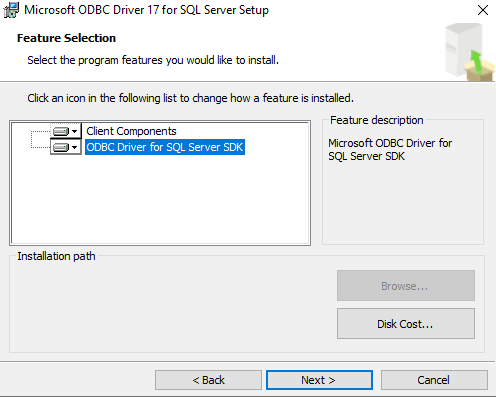 Microsoft ODBC Driver 17 for SQL Server Setup
Feature Selection
Select the program features you would like to install.
Click an icon in the following list to change how a feature is installed.
Client Components
ODBC Driver for SQL Server SDK
Feature description
Microsoft ODBC Driver for
SQL Server SDK
Installation path
Browse...
Disk Cost...
< Back
Next >
Cancel